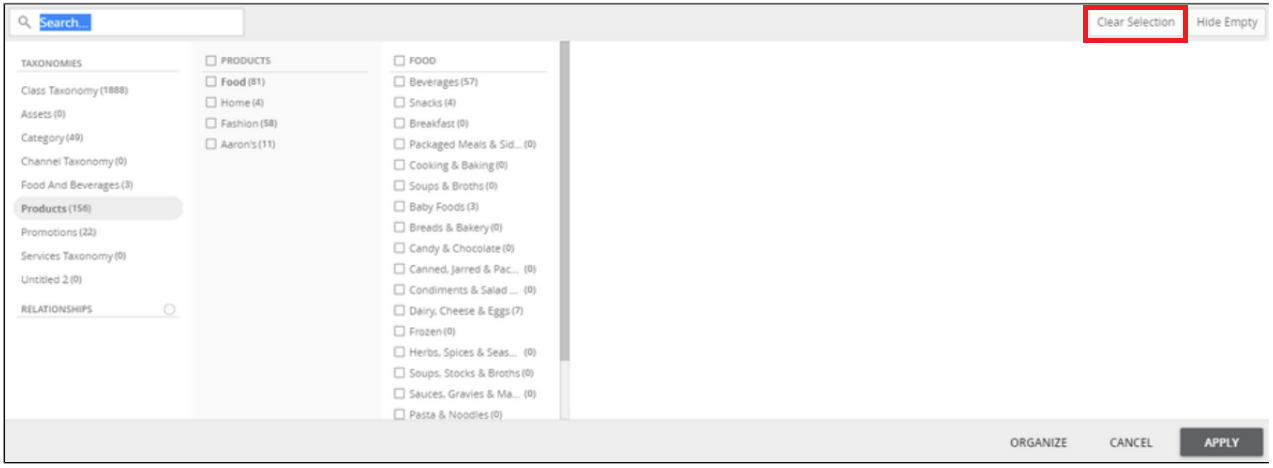 Search...
Clear Selection
Hide Empty
TAXONOMIES
Class Taxonomy (1888)
Assets (0)
Category (49)
Channel Taxonomy (0)
Food And Beverages (3)
Products (156)
Promotions (22)
Services Taxonomy (0)
Untitled 2 (0)
RELATIONSHIPS
PRODUCTS
Food (81)
Home (4)
Fashion (58)
Aaron's (11)
FOOD
Beverages (57)
Snacks (4)
Breakfast (0)
Packaged Meals & Sid... (0)
Cooking & Baking (0)
Soups & Broths (0)
Baby Foods (3)
Breads & Bakery (0)
Candy & Chocolate (0)
Canned, Jarred & Pac... (0)
Condiments & Salad ... (0)
Dairy, Cheese & Eggs (7)
Frozen (0)
Herbs, Spices & Seas... (0)
Soups, Stocks & Broths (0)
Sauces, Gravies & Ma... (0)
Pasta & Noodles (0)
ORGANIZE
CANCEL
APPLY